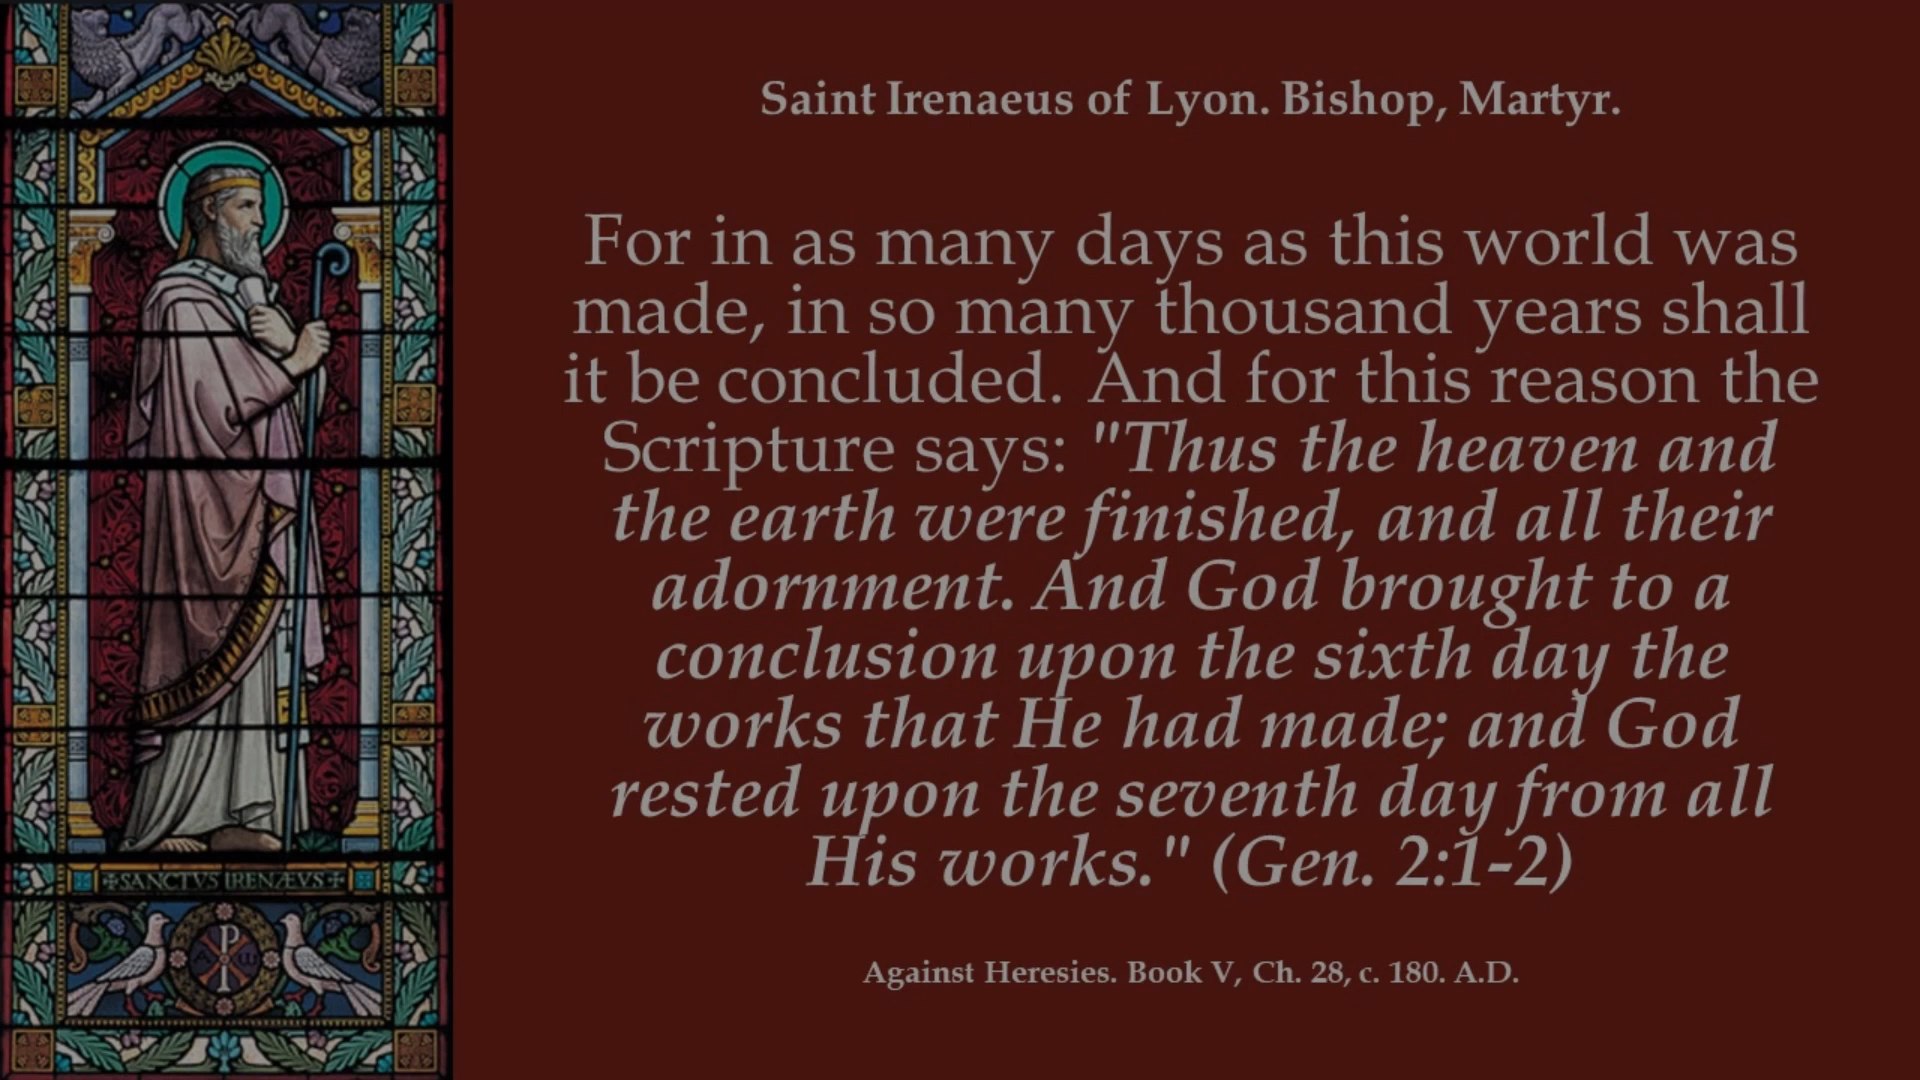 Saint Irenaeus of Lyon. Bishop, Martyr.
For in as many days as this world was
made, in so many thousand years shall
it be concluded. And for this reason the
Scripture says: "Thus the heaven and
the earth were finished, and all their
adornment. And God brought to a
conclusion upon the sixth day the
works that He had made; and God
rested upon the seventh day from all
His works." (Gen. 2:1-2)
Against Heresies. Book V, Ch. 28, c. 180. A.D.
+SANCTVS IRENÆVS+